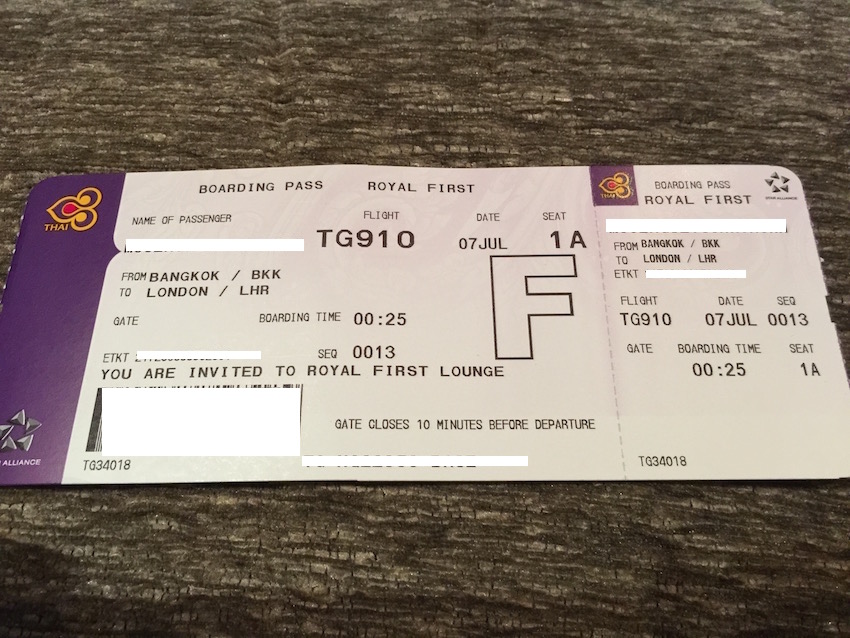 BOARDING PASS ROYAL FIRST
THAI
NAME OF PASSENGER
FLIGHT DATE SEAT
TG910 07JUL 1A
FROM BANGKOK / BKK
TO LONDON / LHR
F
GATE BOARDING TIME 00:25
ETKT SEQ 0013
YOU ARE INVITED TO ROYAL FIRST LOUNGE
GATE CLOSES 10 MINUTES BEFORE DEPARTURE
ALLIANCE
TG34018
BOARDING PASS
ROYAL FIRST
STAR ALLIANCE
FROM BANGKOK / BKK
TO LONDON / LHR
ETKT
FLIGHT DATE SEQ
TG910 07JUL 0013
GATE BOARDING TIME SEAT
00:25 1A
TG34018